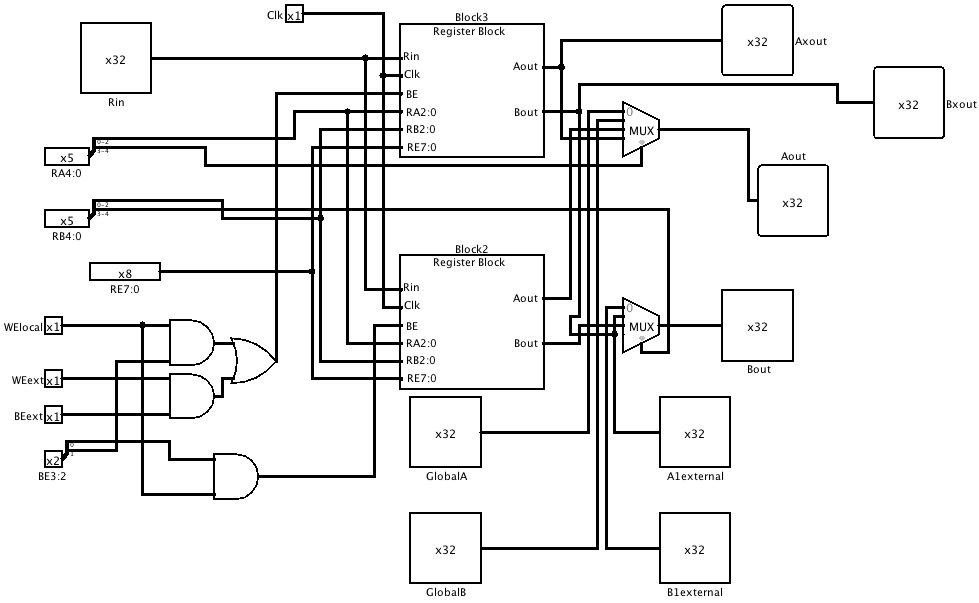 Clk x1
Block3
Register Block
Rin
Clk
BE
RA2:0
RB2:0
RE7:0
Aout
Bout
x32
Rin
x32
Axout
x32
Bxout
0
MUX
x5
0-2
3-4
RA4:0
Aout
x32
x5
0-2
3-4
RB4:0
x8
RE7:0
Block2
Register Block
Rin
Clk
BE
RA2:0
RB2:0
RE7:0
Aout
Bout
0
MUX
x32
Bout
WElocal x1
WEext x1
BEext x1
x2
0
1
BE3:2
x32
GlobalA
x32
A1external
x32
GlobalB
x32
B1external